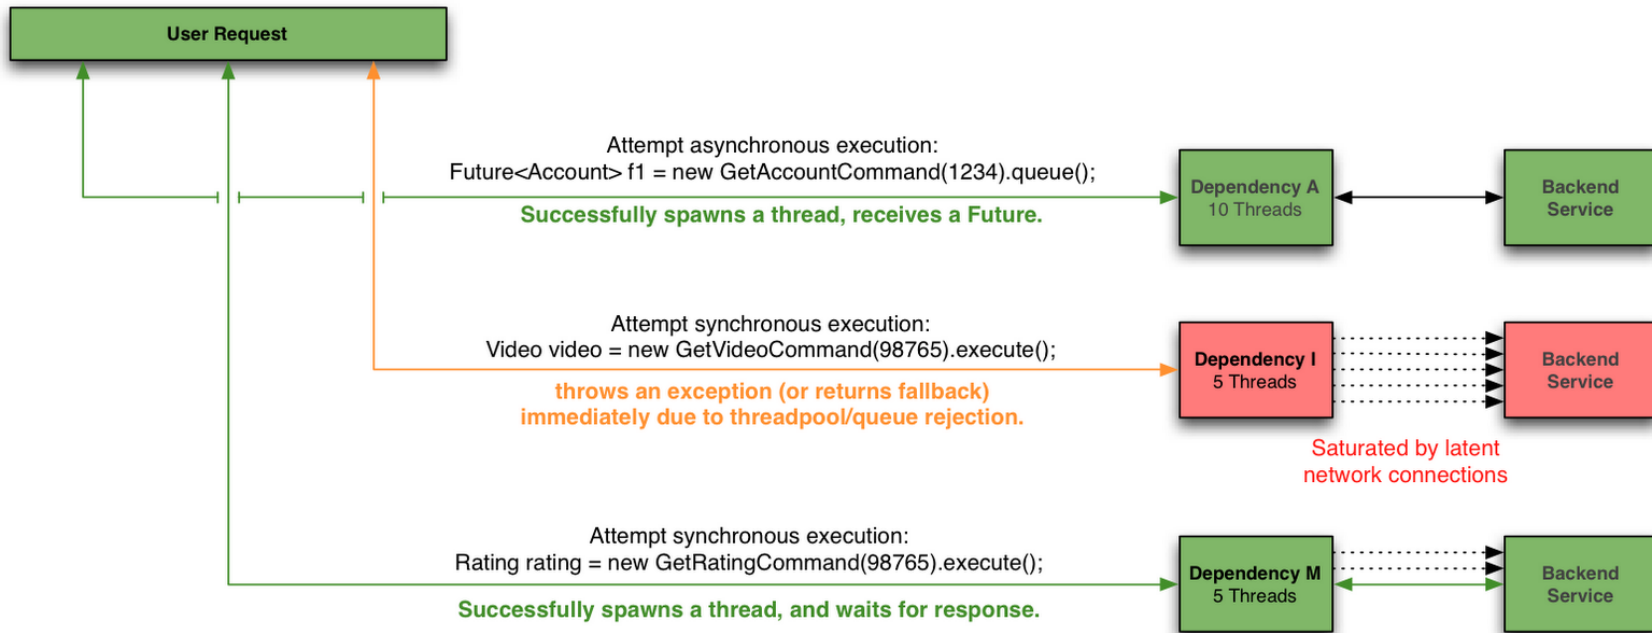 User Request
Attempt asynchronous execution:
Future<Account> f1 = new GetAccountCommand(1234).queue();
Successfully spawns a thread, receives a Future.
Dependency A
10 Threads
Backend
Service
Attempt synchronous execution:
Video video = new GetVideoCommand(98765).execute();
throws an exception (or returns fallback)
immediately due to threadpool/queue rejection.
Dependency I
5 Threads
Backend
Service
Saturated by latent
network connections
Attempt synchronous execution:
Rating rating = new GetRatingCommand(98765).execute();
Successfully spawns a thread, and waits for response.
Dependency M
5 Threads
Backend
Service